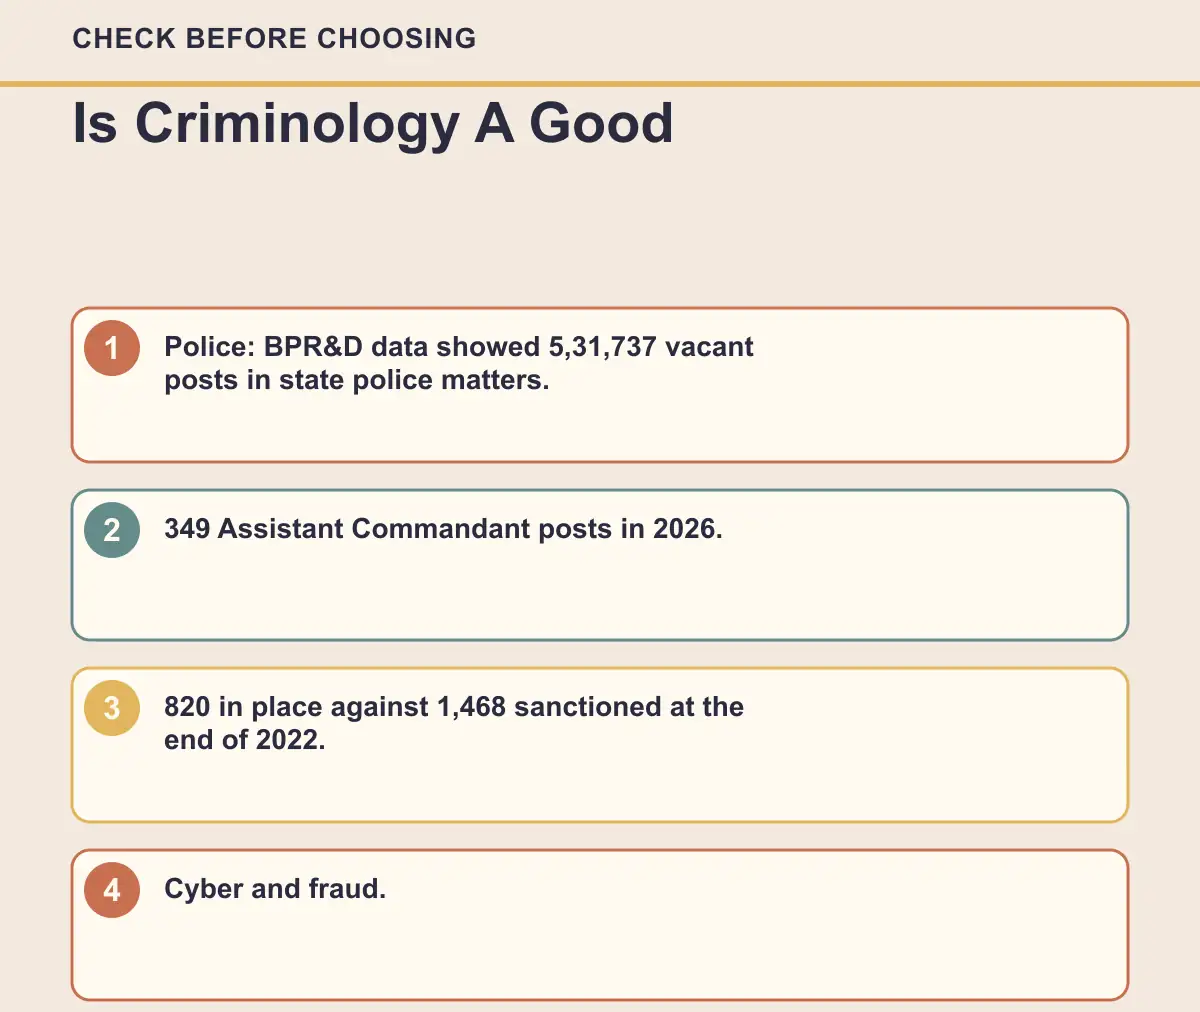 CHECK BEFORE CHOOSING
Is Criminology A Good
1
Police: BPR&D data showed 5,31,737 vacant
posts in state police matters.
2
349 Assistant Commandant posts in 2026.
3
820 in place against 1,468 sanctioned at the
end of 2022.
4
Cyber and fraud.